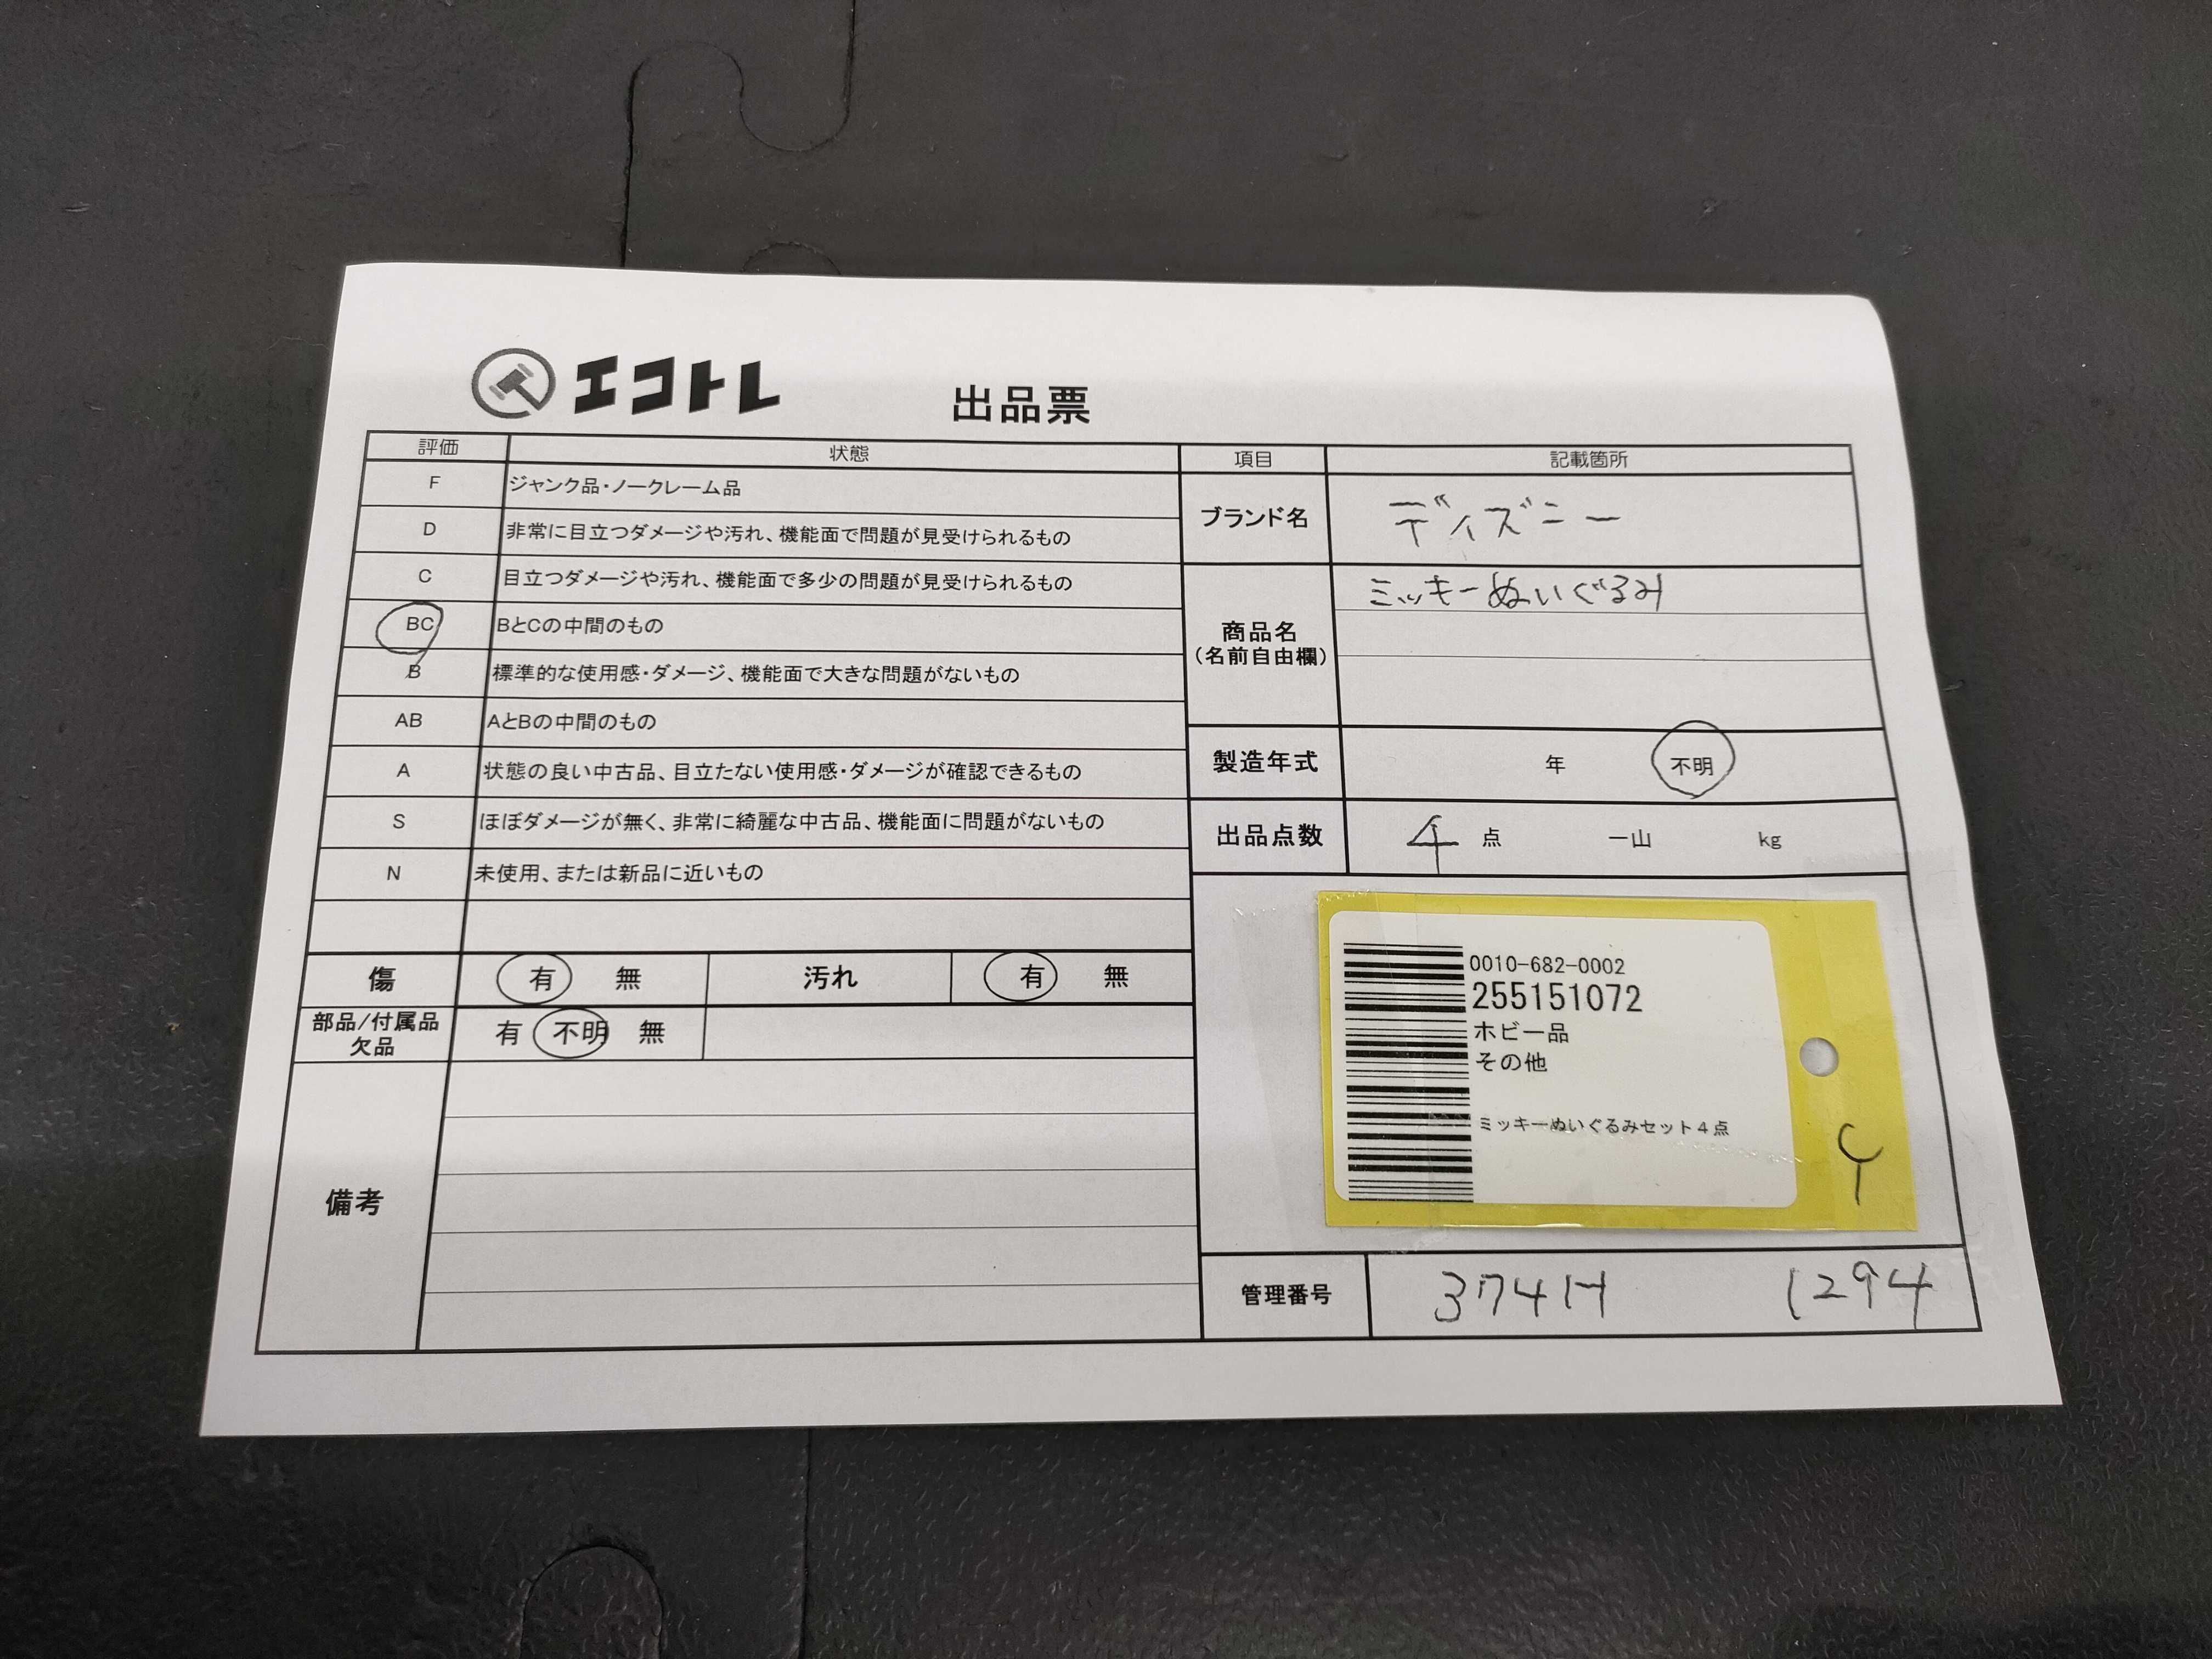 エコトレ
出品票
評価 状態
F ジャンク品・ノークレーム品
D 非常に目立つダメージや汚れ、機能面で問題が見受けられるもの
C 目立つダメージや汚れ、機能面で多少の問題が見受けられるもの
BC BとCの中間のもの
B 標準的な使用感・ダメージ、機能面で大きな問題がないもの
AB AとBの中間のもの
A 状態の良い中古品、目立たない使用感・ダメージが確認できるもの
S ほぼダメージが無く、非常に綺麗な中古品、機能面に問題がないもの
N 未使用、または新品に近いもの
傷 有 無 汚れ 有 無
部品/付属品
欠品
有 不明 無
備考
項目 記載箇所
ブランド名 ディズニー
商品名
(名前自由欄)
ミッキーぬいぐるみ
製造年式 年 不明
出品点数 4 点 一山 kg
0010-682-0002
255151072
ホビー品
その他
ミッキーぬいぐるみセット4点
管理番号 374H 1294